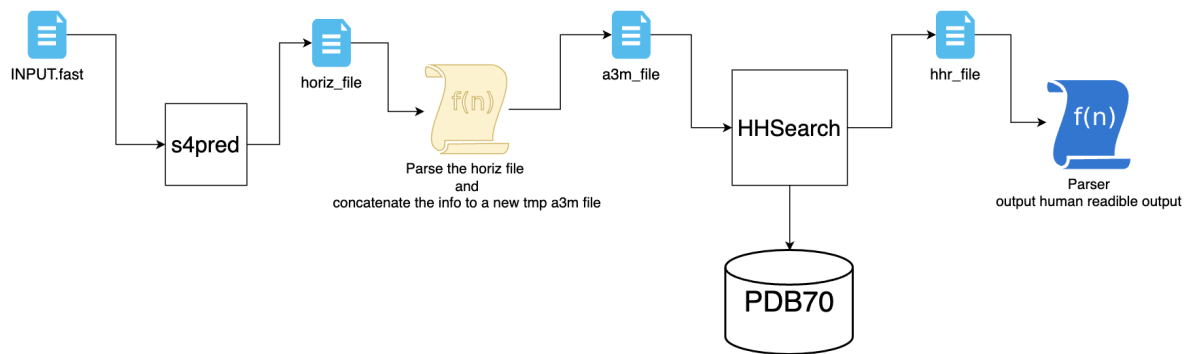 INPUT.fast
s4pred
horiz_file
f(n)
Parse the horiz file
and
concatenate the info to a new tmp a3m file
a3m_file
HHSearch
PDB70
hhr_file
f(n)
Parser
output human readible output